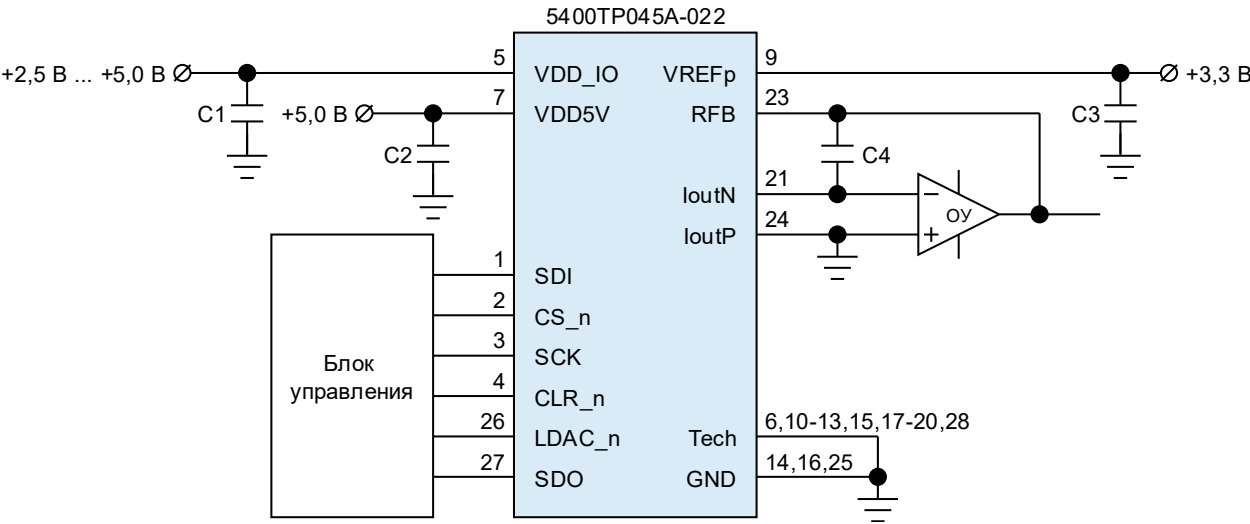 5400ТР045А-022
+2,5 В ... +5,0 В
5
VDD_IO
VREFp
9
+3,3 В
C1
+5,0 В
7
VDD5V
RFB
23
C3
C2
C4
IoutN
21
−
ОУ
IoutP
24
+
Блок
управления
1
SDI
2
CS_n
3
SCK
4
CLR_n
26
LDAC_n
Tech
6,10-13,15,17-20,28
27
SDO
GND
14,16,25